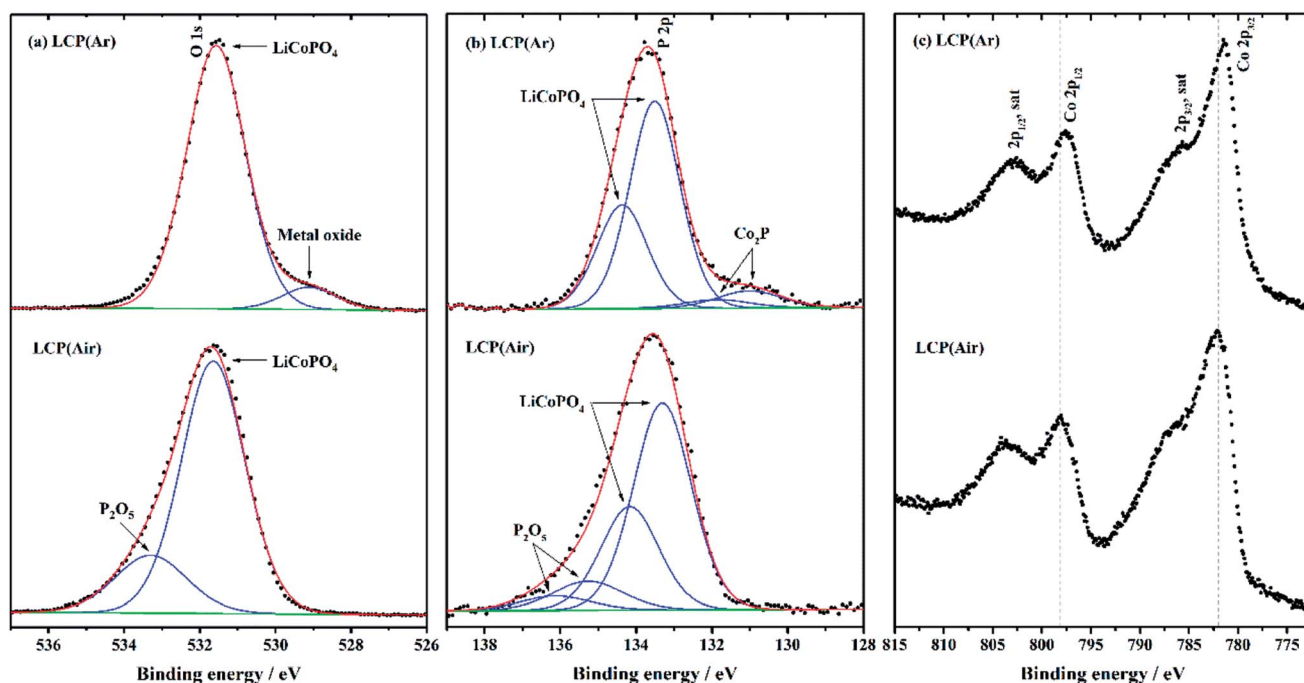 (a) LCP(Ar)
O 1s
LiCoPO₄
Metal oxide
LCP(Air)
LiCoPO₄
P₂O₅
536 534 532 530 528 526
Binding energy / eV
(b) LCP(Ar)
P 2p
LiCoPO₄
Co₂P
LCP(Air)
LiCoPO₄
P₂O₅
138 136 134 132 130 128
Binding energy / eV
(c) LCP(Ar)
2p₁/₂, sat
Co 2p₁/₂
2p₃/₂, sat
Co 2p₃/₂
LCP(Air)
815 810 805 800 795 790 785 780 775
Binding energy / eV